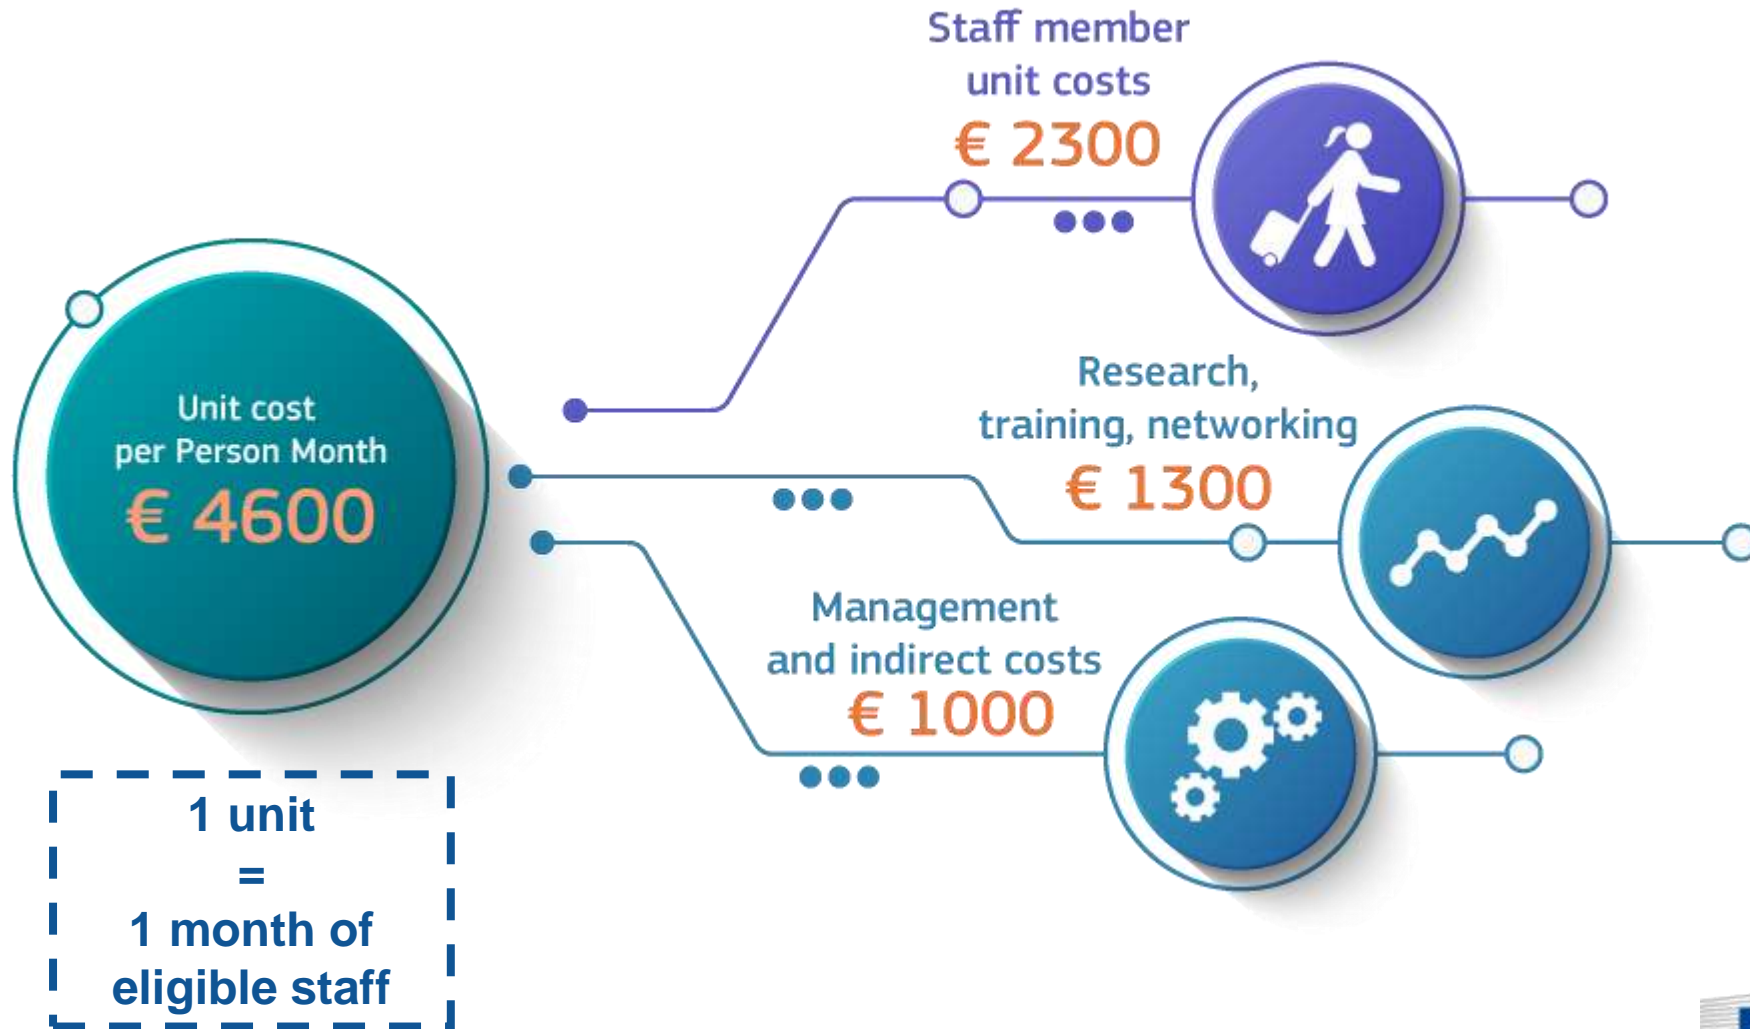 Staff member
unit costs
€ 2300
Unit cost
per Person Month
€ 4600
Research,
training, networking
€ 1300
Management
and indirect costs
€ 1000
1 unit
=
1 month of
eligible staff